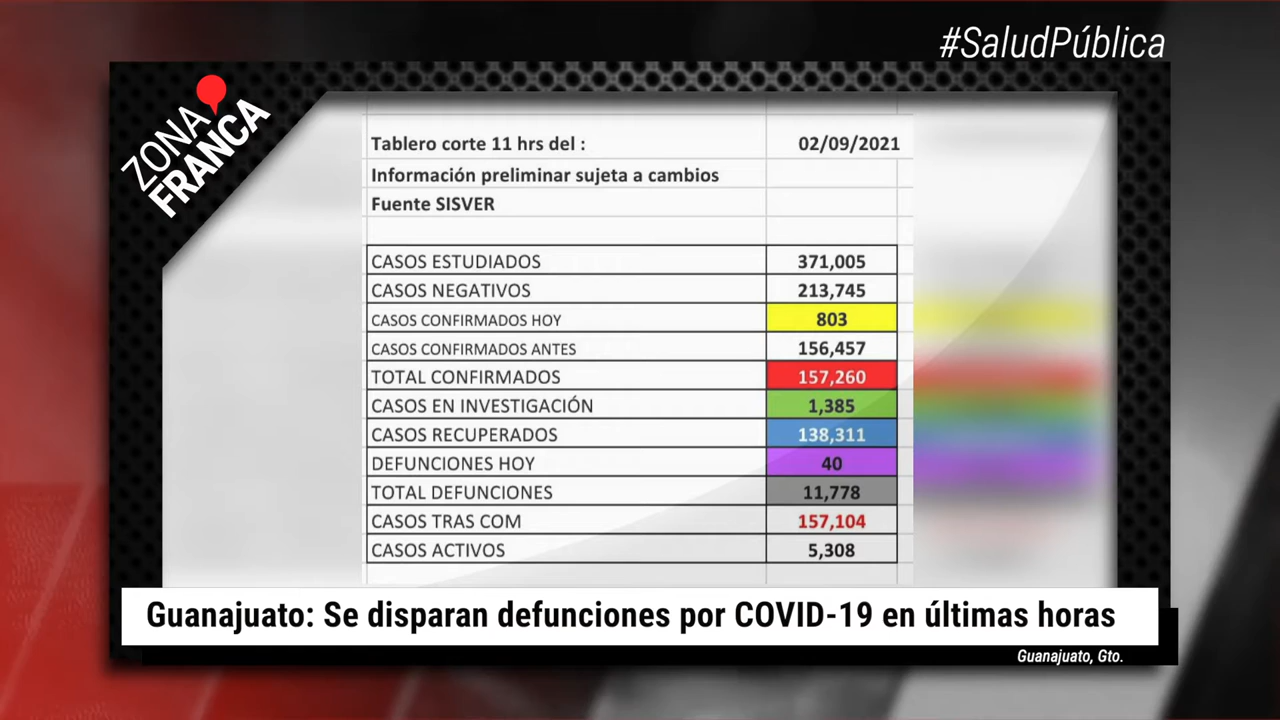 #SaludPública
ZONA
FRANCA
Tablero corte 11 hrs del : 02/09/2021
Información preliminar sujeta a cambios
Fuente SISVER
CASOS ESTUDIADOS 371,005
CASOS NEGATIVOS 213,745
CASOS CONFIRMADOS HOY 803
CASOS CONFIRMADOS ANTES 156,457
TOTAL CONFIRMADOS 157,260
CASOS EN INVESTIGACIÓN 1,385
CASOS RECUPERADOS 138,311
DEFUNCIONES HOY 40
TOTAL DEFUNCIONES 11,778
CASOS TRAS COM 157,104
CASOS ACTIVOS 5,308
Guanajuato: Se disparan defunciones por COVID-19 en últimas horas
Guanajuato, Gto.